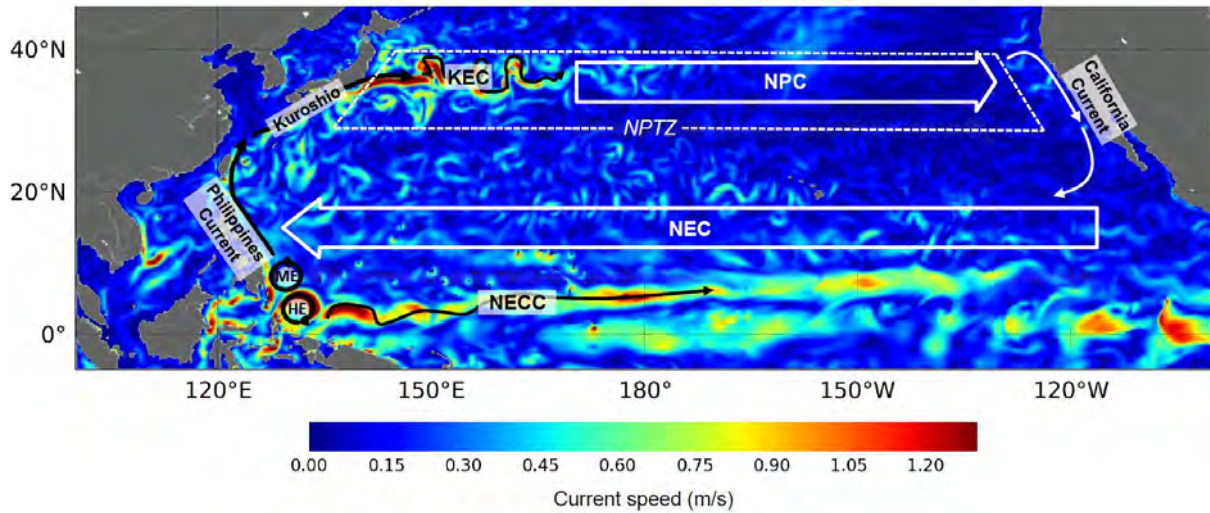 40°N
20°N
0°
120°E
150°E
180°
150°W
120°W
Kuroshio
KEC
NPC
California
Current
NPTZ
Philippines
Current
NEC
ME
HE
NECC
0.00
0.15
0.30
0.45
0.60
0.75
0.90
1.05
1.20
Current speed (m/s)